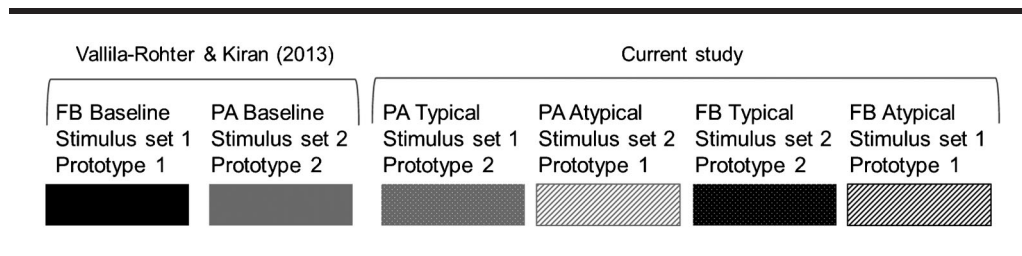 Vallila-Rohter & Kiran (2013)
Current study
FB Baseline
Stimulus set 1
Prototype 1
PA Baseline
Stimulus set 2
Prototype 2
PA Typical
Stimulus set 1
Prototype 2
PA Atypical
Stimulus set 2
Prototype 1
FB Typical
Stimulus set 2
Prototype 2
FB Atypical
Stimulus set 1
Prototype 1